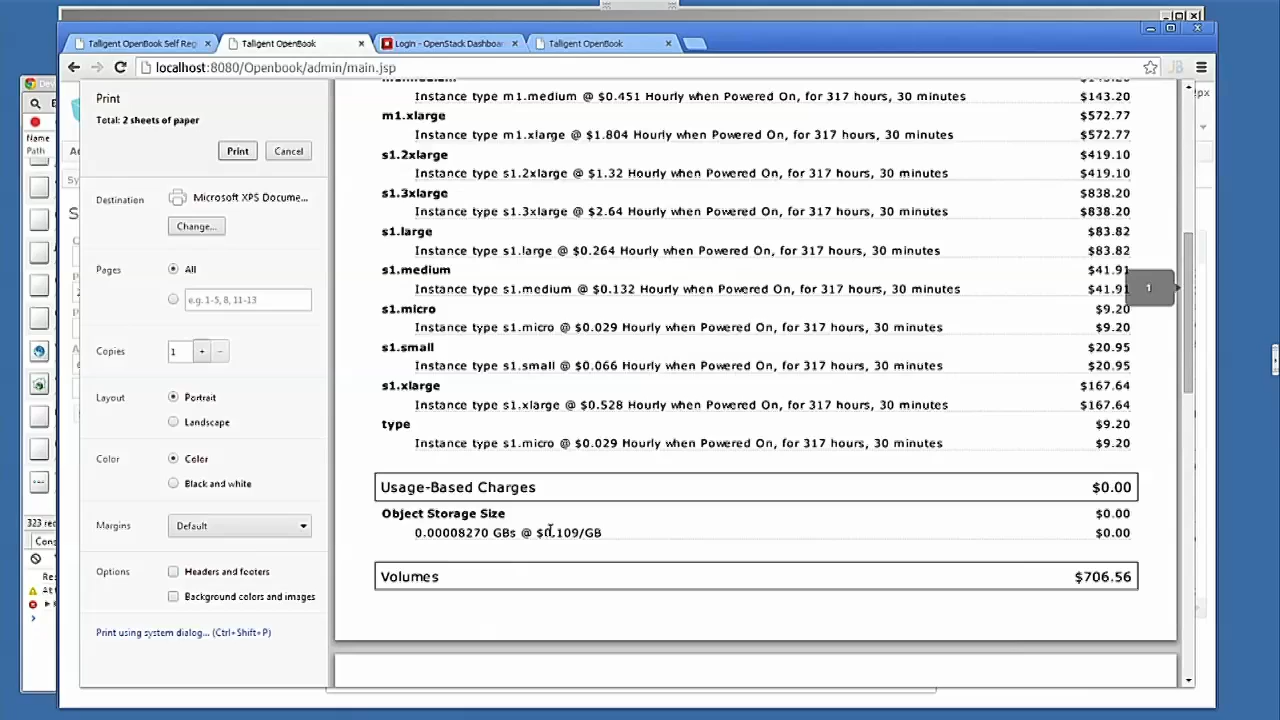 Talligent OpenBook Self Reg
Talligent OpenBook
Login - OpenStack Dashboar
Talligent OpenBook
localhost:8080/Openbook/admin/main.jsp
Print
Total: 2 sheets of paper
Print Cancel
Destination Microsoft XPS Docume...
Change...
Pages All
e.g. 1-5, 8, 11-13
Copies 1 + -
Layout Portrait
Landscape
Color Color
Black and white
Margins Default
Options Headers and footers
Background colors and images
Print using system dialog... (Ctrl+Shift+P)
Instance type m1.medium @ $0.451 Hourly when Powered On, for 317 hours, 30 minutes $143.20
m1.xlarge $572.77
Instance type m1.xlarge @ $1.804 Hourly when Powered On, for 317 hours, 30 minutes $572.77
s1.2xlarge $419.10
Instance type s1.2xlarge @ $1.32 Hourly when Powered On, for 317 hours, 30 minutes $419.10
s1.3xlarge $838.20
Instance type s1.3xlarge @ $2.64 Hourly when Powered On, for 317 hours, 30 minutes $838.20
s1.large $83.82
Instance type s1.large @ $0.264 Hourly when Powered On, for 317 hours, 30 minutes $83.82
s1.medium $41.91
Instance type s1.medium @ $0.132 Hourly when Powered On, for 317 hours, 30 minutes $41.91
s1.micro $9.20
Instance type s1.micro @ $0.029 Hourly when Powered On, for 317 hours, 30 minutes $9.20
s1.small $20.95
Instance type s1.small @ $0.066 Hourly when Powered On, for 317 hours, 30 minutes $20.95
s1.xlarge $167.64
Instance type s1.xlarge @ $0.528 Hourly when Powered On, for 317 hours, 30 minutes $167.64
type $9.20
Instance type s1.micro @ $0.029 Hourly when Powered On, for 317 hours, 30 minutes $9.20
Usage-Based Charges $0.00
Object Storage Size $0.00
0.00008270 GBs @ $0.109/GB $0.00
Volumes $706.56
1
Name
Path